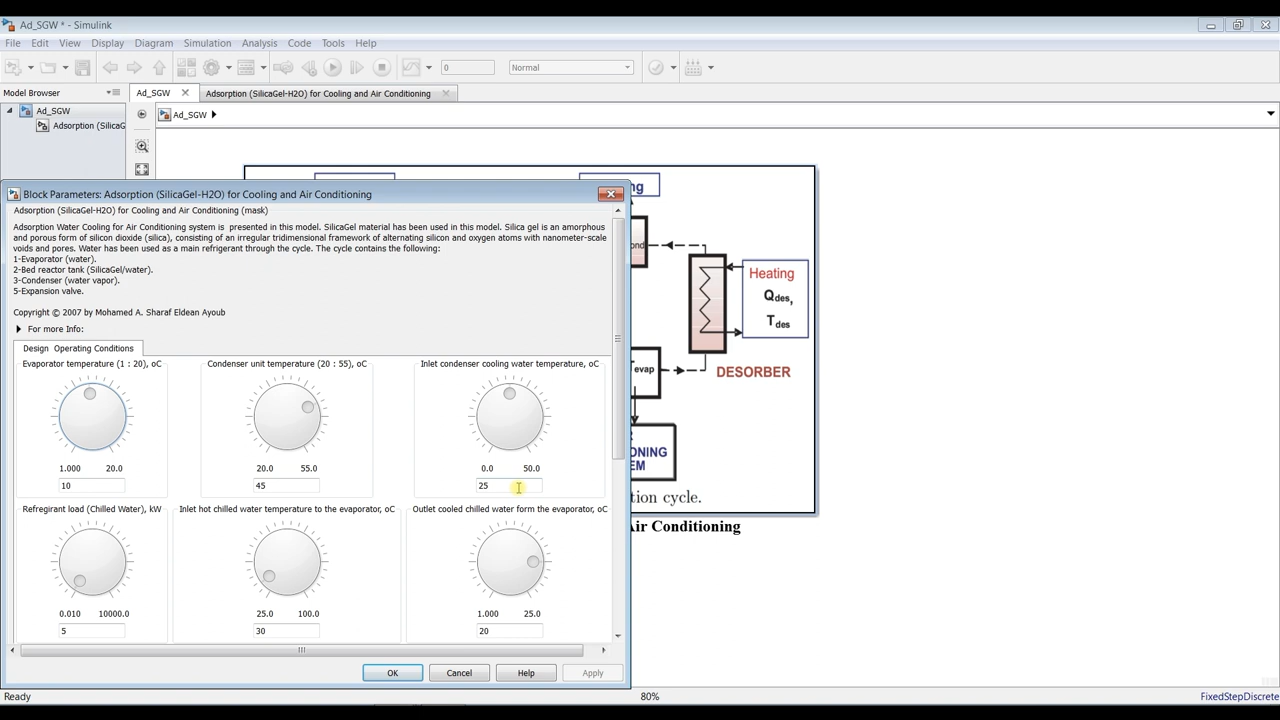 Ad_SGW * - Simulink
File Edit View Display Diagram Simulation Analysis Code Tools Help
0 Normal
Model Browser
Ad_SGW
Adsorption (SilicaGel-H2O) for Cooling and Air Conditioning
Ad_SGW
Adsorption (SilicaG
Ad_SGW
ng
Block Parameters: Adsorption (SilicaGel-H2O) for Cooling and Air Conditioning
Adsorption (SilicaGel-H2O) for Cooling and Air Conditioning (mask)
Adsorption Water Cooling for Air Conditioning system is presented in this model. SilicaGel material has been used in this model. Silica gel is an amorphous
and porous form of silicon dioxide (silica), consisting of an irregular tridimensional framework of alternating silicon and oxygen atoms with nanometer-scale
voids and pores. Water has been used as a main refrigerant through the cycle. The cycle contains the following:
1-Evaporator (water).
2-Bed reactor tank (SilicaGel/water).
3-Condenser (water vapor).
5-Expansion valve.
Copyright © 2007 by Mohamed A. Sharaf Eldean Ayoub
For more Info:
Design Operating Conditions
Evaporator temperature (1 : 20), oC
Condenser unit temperature (20 : 55), oC
Inlet condenser cooling water temperature, oC
1.000 20.0
20.0 55.0
0.0 50.0
10
45
25
Refregirant load (Chilled Water), kW
Inlet hot chilled water temperature to the evaporator, oC
Outlet cooled chilled water form the evaporator, oC
0.010 10000.0
25.0 100.0
1.000 25.0
5
30
20
OK Cancel Help Apply
ond
Heating
Qdes,
Tdes
evap
DESORBER
ONING
EM
tion cycle.
Air Conditioning
Ready
80%
FixedStepDiscrete